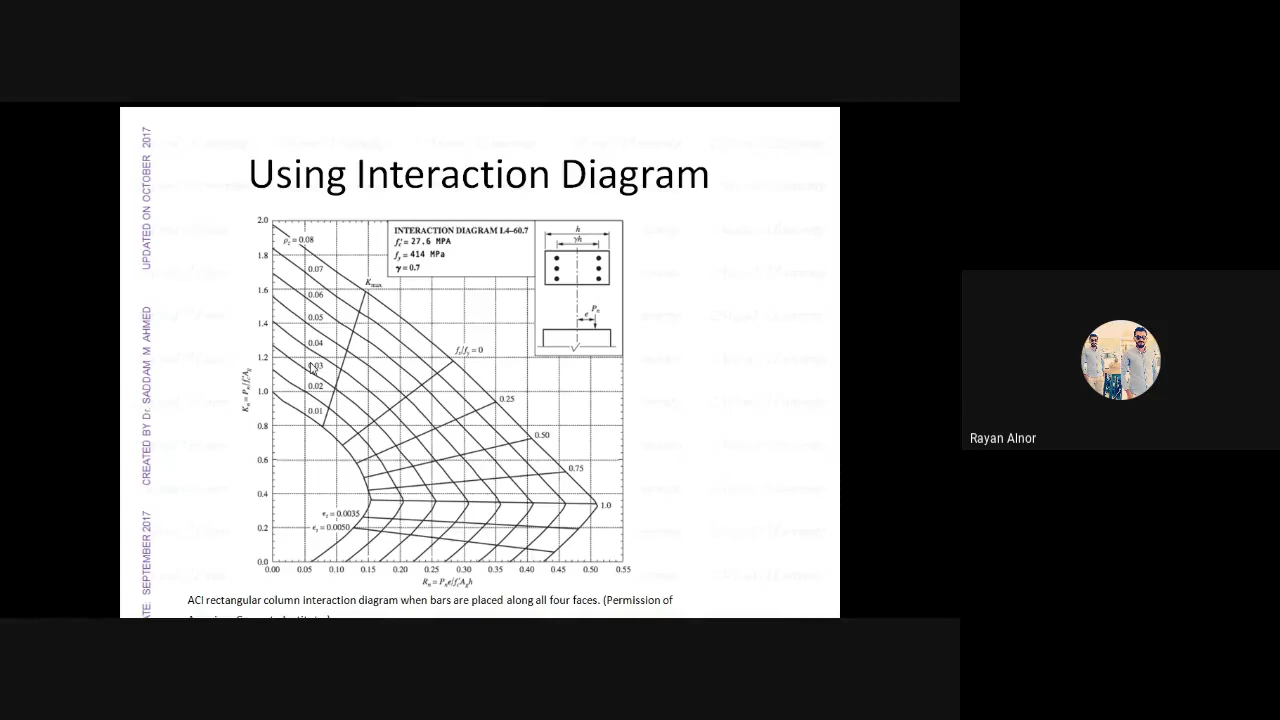 Using Interaction Diagram
UPDATED ON OCTOBER 2017
CREATED BY Dr. SADDAM M AHMED
ATE SEPTEMBER 2017
INTERACTION DIAGRAM L4–60.7
f′c = 27.6 MPA
fy = 414 MPa
γ = 0.7
h
γh
e
Pn
Kn = Pn/f′cAg
2.0
1.8
1.6
1.4
1.2
1.0
0.8
0.6
0.4
0.2
0.0
ρt = 0.08
0.07
0.06
0.05
0.04
0.03
0.02
0.01
Kmax
fs/fy = 0
0.25
0.50
0.75
1.0
ϵt = 0.0035
ϵt = 0.0050
0.00 0.05 0.10 0.15 0.20 0.25 0.30 0.35 0.40 0.45 0.50 0.55
Rn = Pne/f′cAgh
ACI rectangular column interaction diagram when bars are placed along all four faces. (Permission of
Rayan Alnor